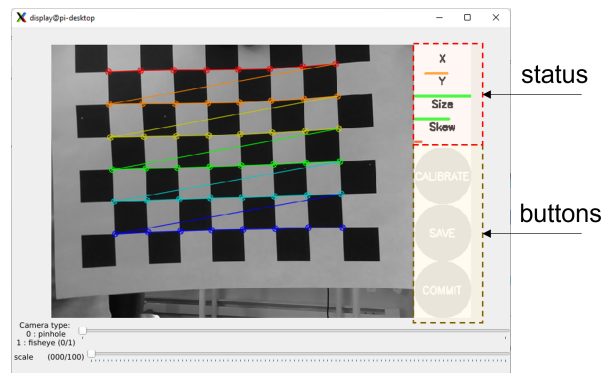 display@pi-desktop
X
Y
Size
Skew
CALIBRATE
SAVE
COMMIT
status
buttons
Camera type:
0 : pinhole
1 : fisheye (0/1)
scale (000/100)